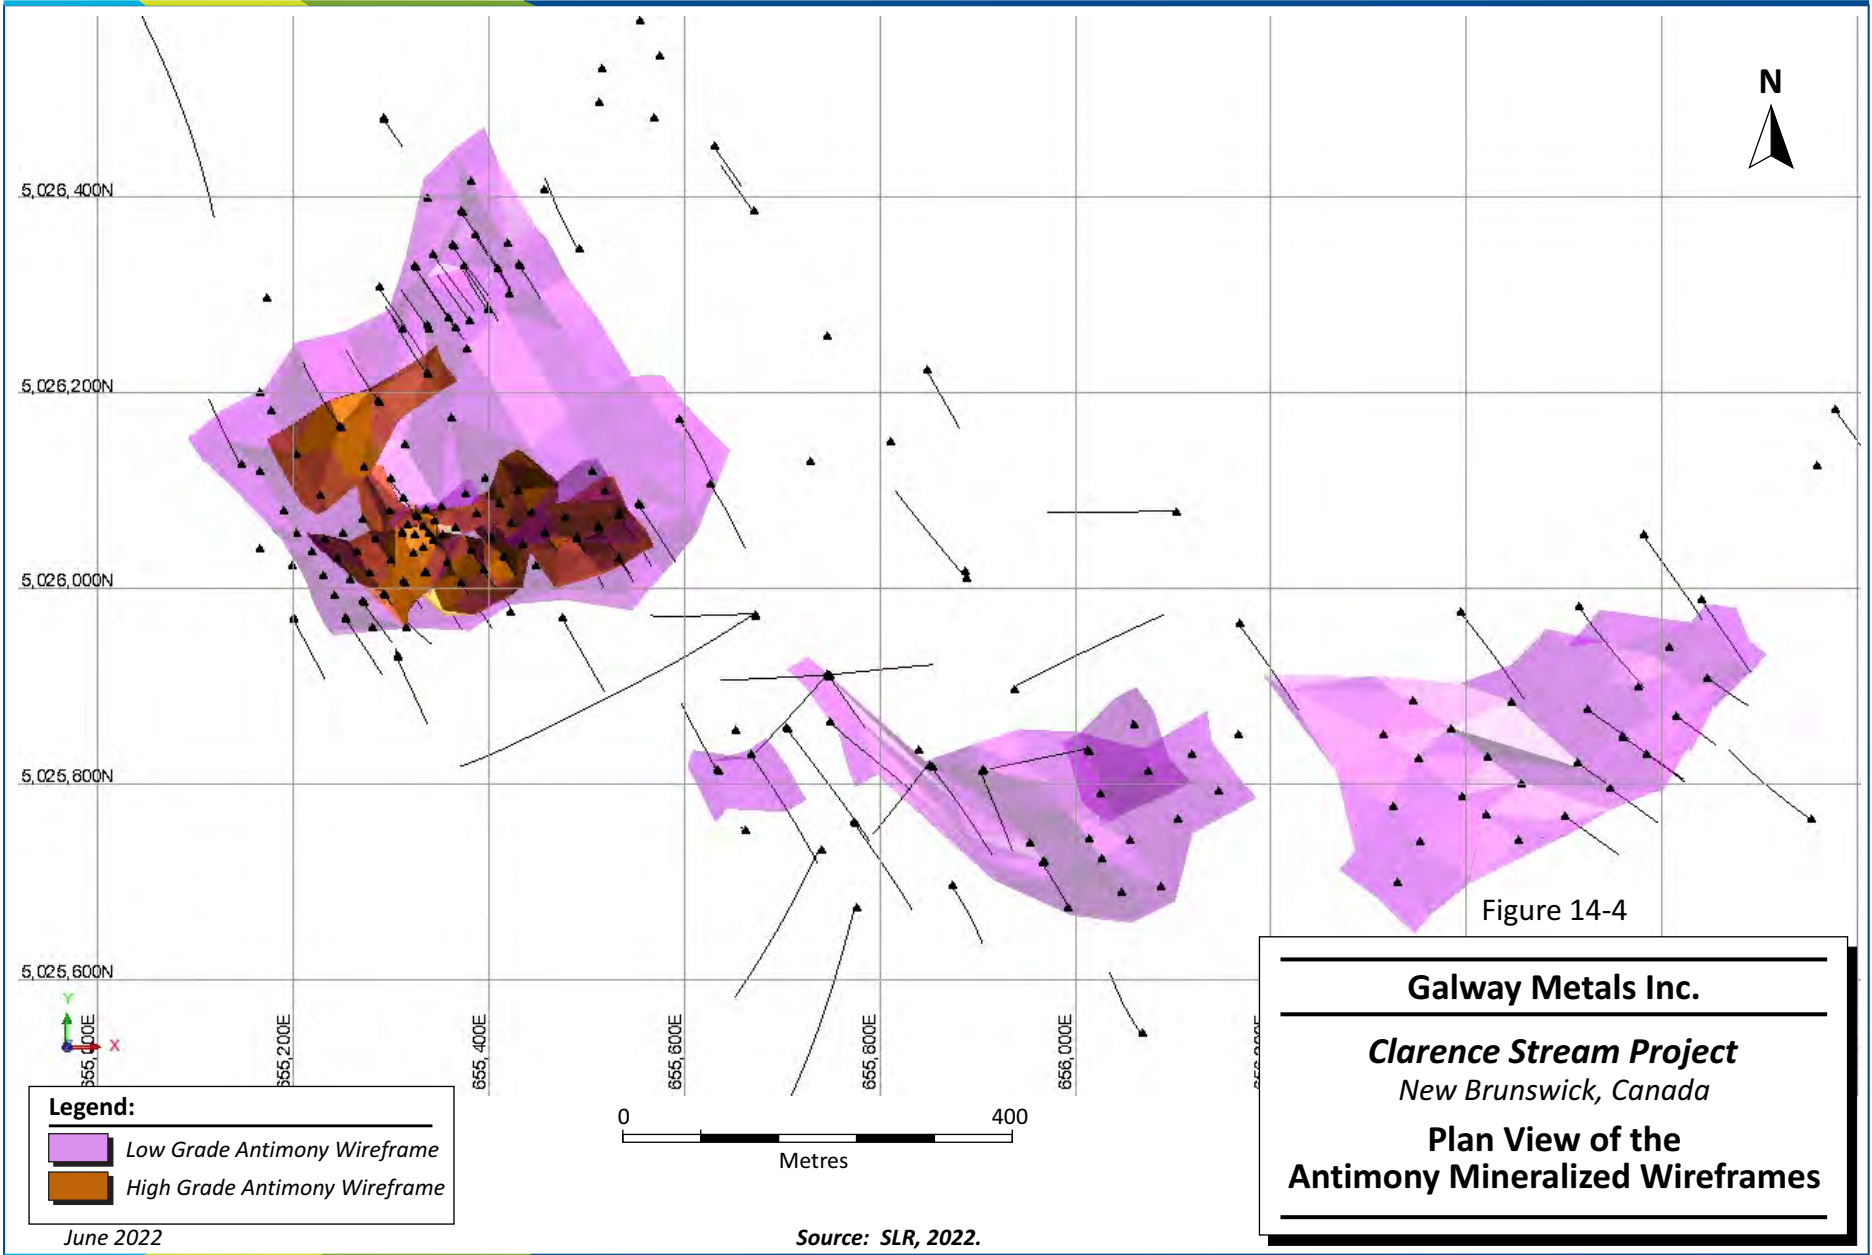 N
5,026,400N
5,026,200N
5,026,000N
5,025,800N
5,025,600N
Y
X
655,200E
655,400E
655,600E
655,800E
656,000E
Figure 14-4
Galway Metals Inc.
Clarence Stream Project
New Brunswick, Canada
Plan View of the
Antimony Mineralized Wireframes
Legend:
Low Grade Antimony Wireframe
High Grade Antimony Wireframe
0 400
Metres
June 2022
Source: SLR, 2022.